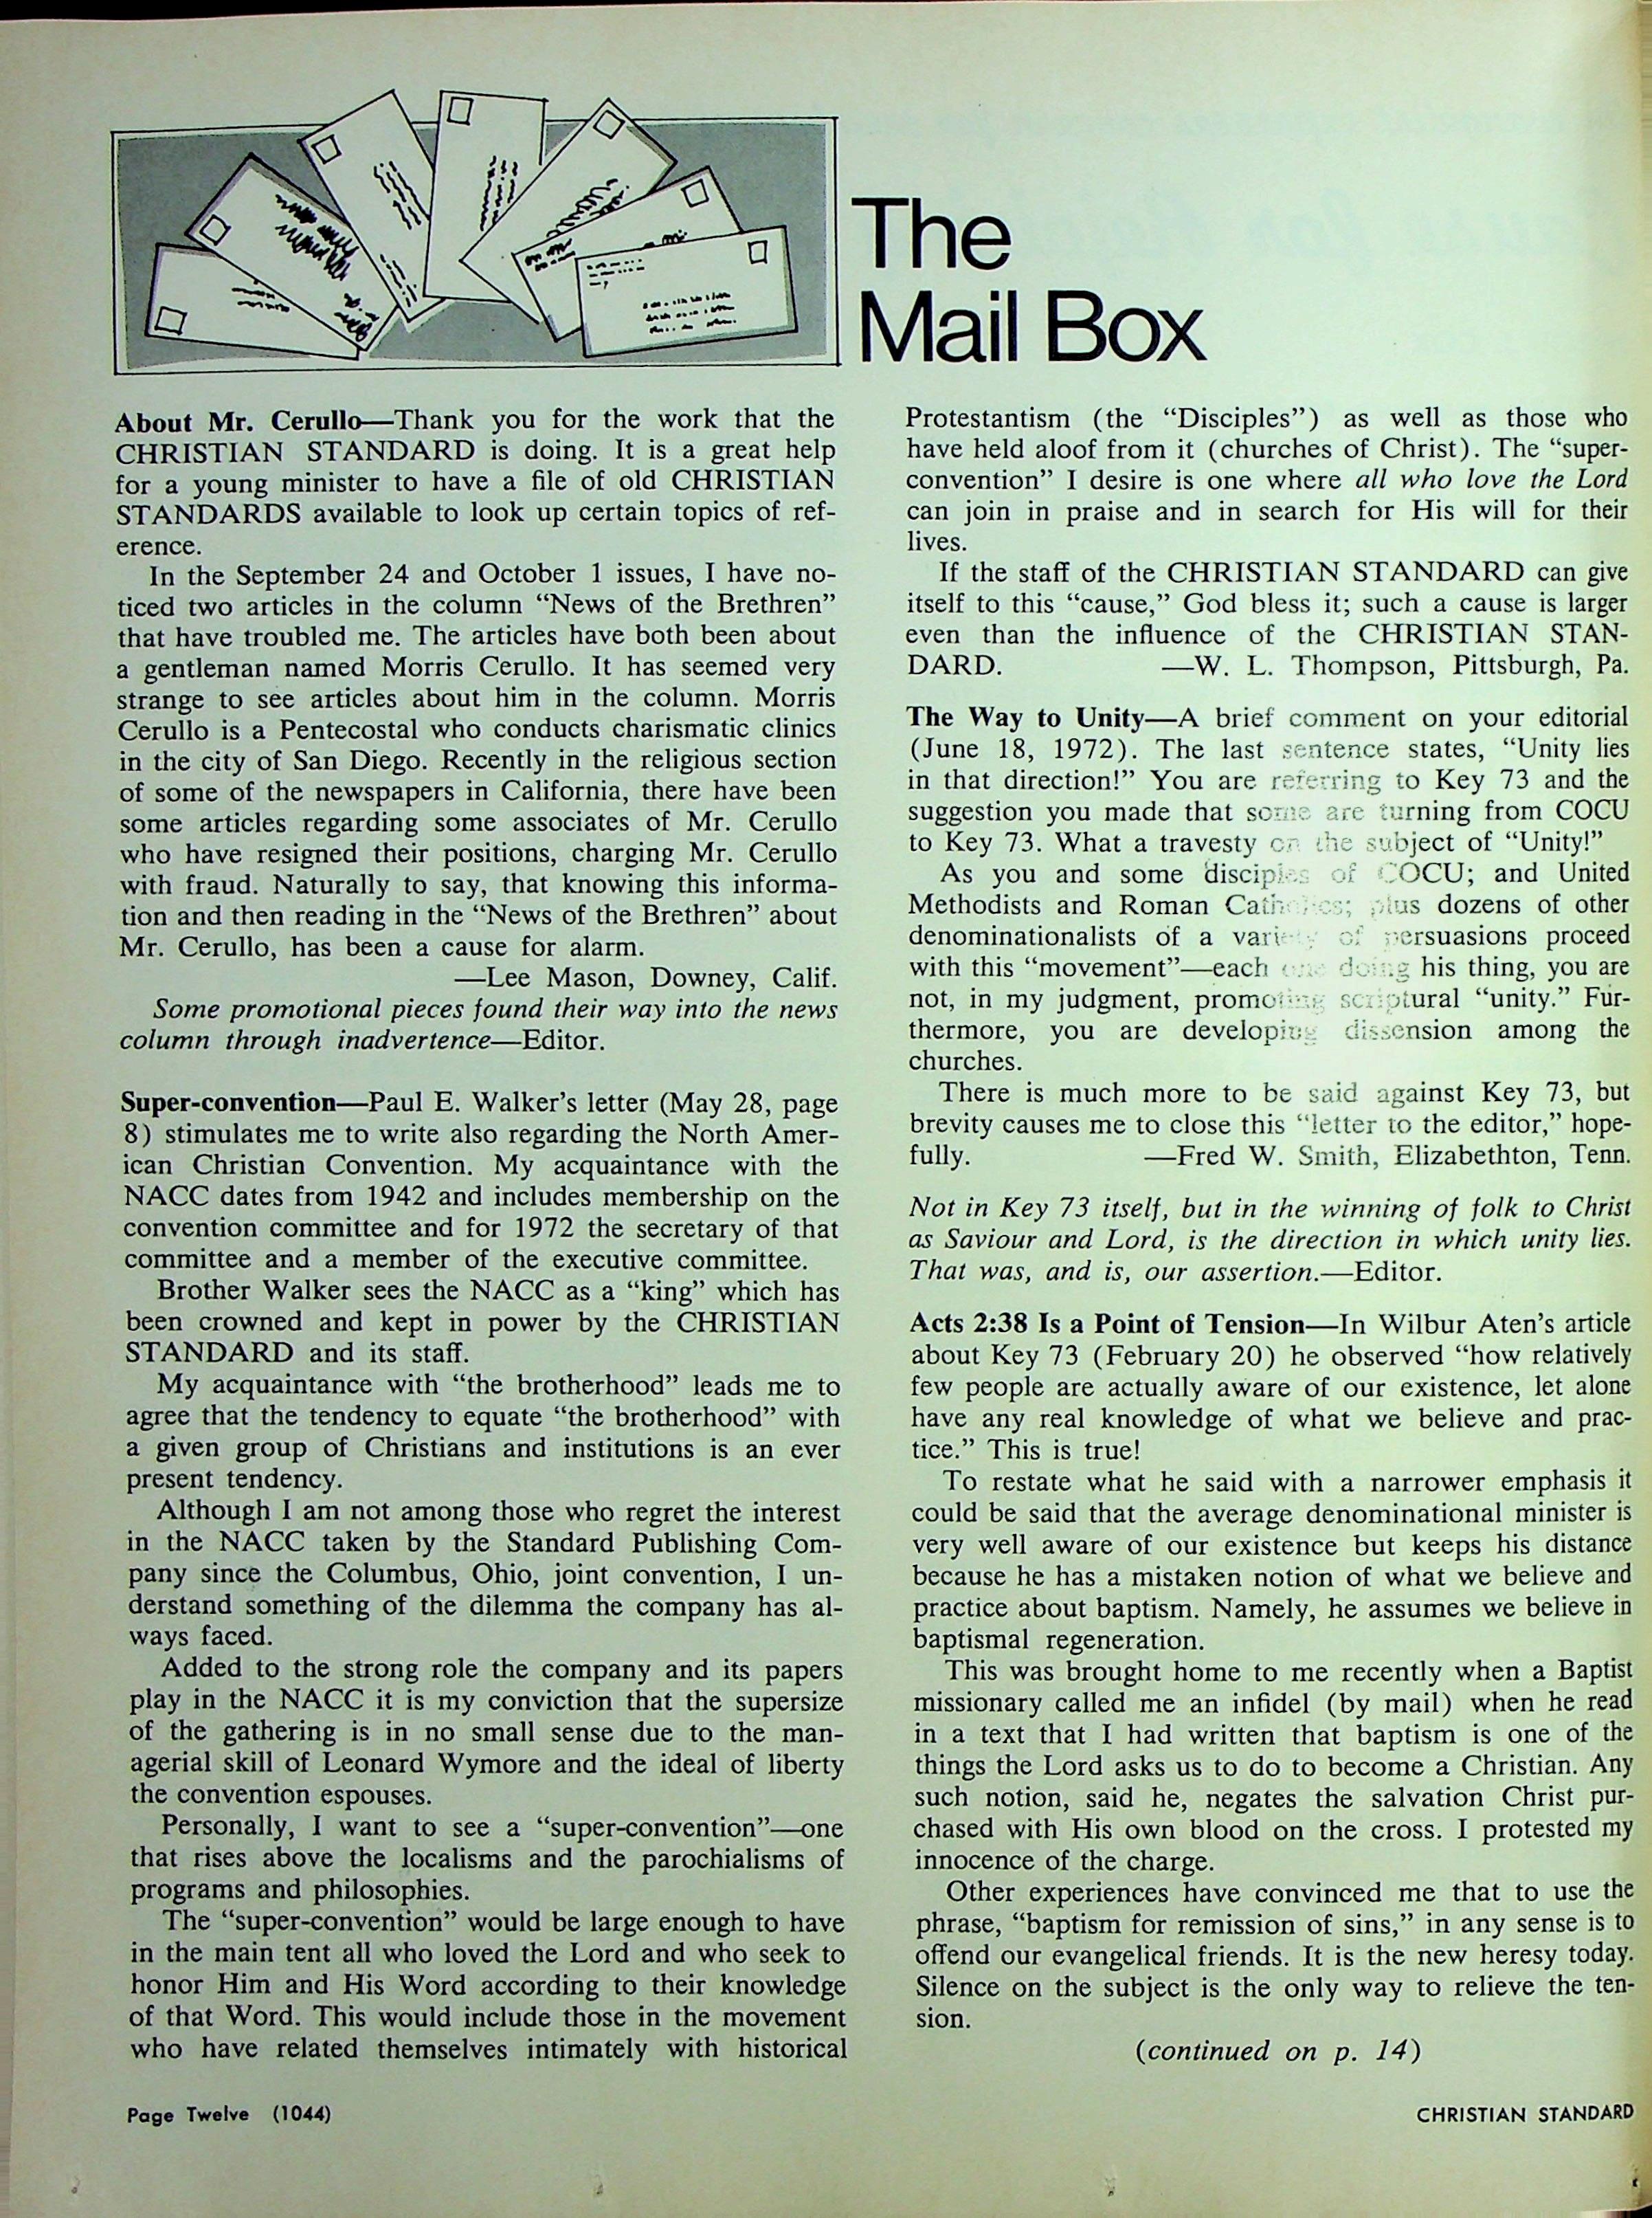 The
Mail Box
About Mr. Cerullo—Thank you for the work that the
CHRISTIAN STANDARD is doing. It is a great help
for a young minister to have a file of old CHRISTIAN
STANDARDS available to look up certain topics of ref-
erence.
In the September 24 and October 1 issues, I have no-
ticed two articles in the column “News of the Brethren”
that have troubled me. The articles have both been about
a gentleman named Morris Cerullo. It has seemed very
strange to see articles about him in the column. Morris
Cerullo is a Pentecostal who conducts charismatic clinics
in the city of San Diego. Recently in the religious section
of some of the newspapers in California, there have been
some articles regarding some associates of Mr. Cerullo
who have resigned their positions, charging Mr. Cerullo
with fraud. Naturally to say, that knowing this informa-
tion and then reading in the “News of the Brethren” about
Mr. Cerullo, has been a cause for alarm.
—Lee Mason, Downey, Calif.
Some promotional pieces found their way into the news
column through inadvertence—Editor.
Super-convention—Paul E. Walker’s letter (May 28, page
8) stimulates me to write also regarding the North Amer-
ican Christian Convention. My acquaintance with the
NACC dates from 1942 and includes membership on the
convention committee and for 1972 the secretary of that
committee and a member of the executive committee.
Brother Walker sees the NACC as a “king” which has
been crowned and kept in power by the CHRISTIAN
STANDARD and its staff.
My acquaintance with “the brotherhood” leads me to
agree that the tendency to equate “the brotherhood” with
a given group of Christians and institutions is an ever
present tendency.
Although I am not among those who regret the interest
in the NACC taken by the Standard Publishing Com-
pany since the Columbus, Ohio, joint convention, I un-
derstand something of the dilemma the company has al-
ways faced.
Added to the strong role the company and its papers
play in the NACC it is my conviction that the supersize
of the gathering is in no small sense due to the man-
agerial skill of Leonard Wymore and the ideal of liberty
the convention espouses.
Personally, I want to see a “super-convention”—one
that rises above the localisms and the parochialisms of
programs and philosophies.
The “super-convention” would be large enough to have
in the main tent all who loved the Lord and who seek to
honor Him and His Word according to their knowledge
of that Word. This would include those in the movement
who have related themselves intimately with historical
Protestantism (the “Disciples”) as well as those who
have held aloof from it (churches of Christ). The “super-
convention” I desire is one where all who love the Lord
can join in praise and in search for His will for their
lives.
If the staff of the CHRISTIAN STANDARD can give
itself to this “cause,” God bless it; such a cause is larger
even than the influence of the CHRISTIAN STAN-
DARD. —W. L. Thompson, Pittsburgh, Pa.
The Way to Unity—A brief comment on your editorial
(June 18, 1972). The last sentence states, “Unity lies
in that direction!” You are referring to Key 73 and the
suggestion you made that some are turning from COCU
to Key 73. What a travesty on the subject of “Unity!”
As you and some disciples of COCU; and United
Methodists and Roman Catholics; plus dozens of other
denominationalists of a variety of persuasions proceed
with this “movement”—each one doing his thing, you are
not, in my judgment, promoting scriptural “unity.” Fur-
thermore, you are developing dissension among the
churches.
There is much more to be said against Key 73, but
brevity causes me to close this “letter to the editor,” hope-
fully. —Fred W. Smith, Elizabethton, Tenn.
Not in Key 73 itself, but in the winning of folk to Christ
as Saviour and Lord, is the direction in which unity lies.
That was, and is, our assertion.—Editor.
Acts 2:38 Is a Point of Tension—In Wilbur Aten’s article
about Key 73 (February 20) he observed “how relatively
few people are actually aware of our existence, let alone
have any real knowledge of what we believe and prac-
tice.” This is true!
To restate what he said with a narrower emphasis it
could be said that the average denominational minister is
very well aware of our existence but keeps his distance
because he has a mistaken notion of what we believe and
practice about baptism. Namely, he assumes we believe in
baptismal regeneration.
This was brought home to me recently when a Baptist
missionary called me an infidel (by mail) when he read
in a text that I had written that baptism is one of the
things the Lord asks us to do to become a Christian. Any
such notion, said he, negates the salvation Christ pur-
chased with His own blood on the cross. I protested my
innocence of the charge.
Other experiences have convinced me that to use the
phrase, “baptism for remission of sins,” in any sense is to
offend our evangelical friends. It is the new heresy today.
Silence on the subject is the only way to relieve the ten-
sion.
(continued on p. 14)
Page Twelve (1044)
CHRISTIAN STANDARD